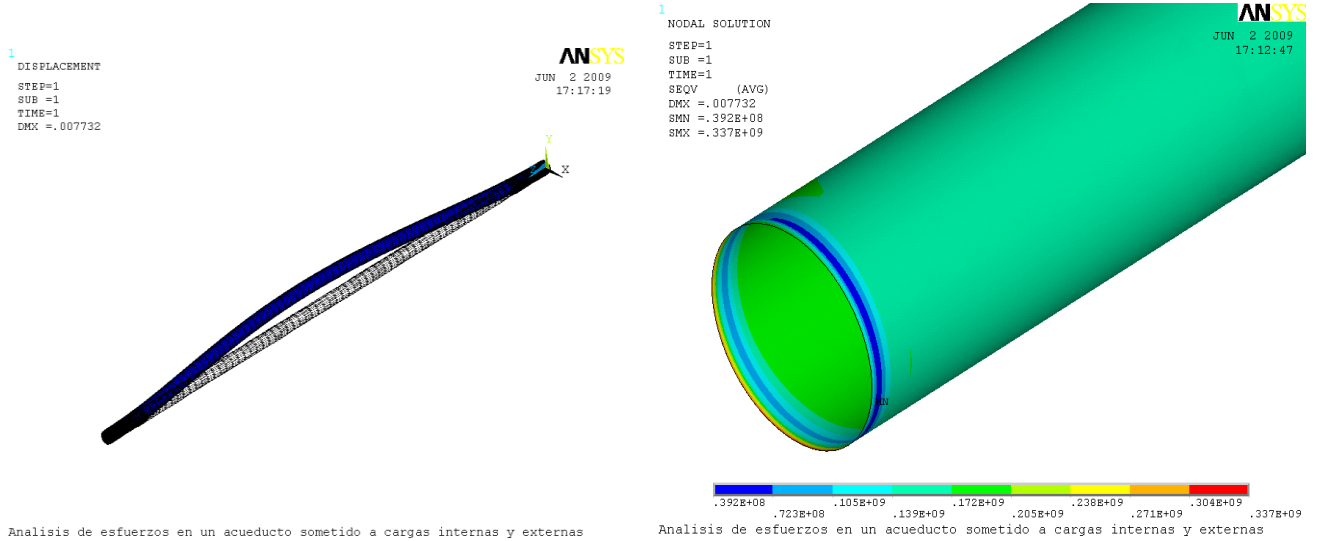 1
DISPLACEMENT
STEP=1
SUB =1
TIME=1
DMX =.007732
ANSYS
JUN 2 2009
17:17:19
Y
X
Analisis de esfuerzos en un acueducto sometido a cargas internas y externas
1
NODAL SOLUTION
STEP=1
SUB =1
TIME=1
SEQV (AVG)
DMX =.007732
SMN =.392E+08
SMX =.337E+09
ANSYS
JUN 2 2009
17:12:47
.392E+08 .105E+09 .172E+09 .238E+09 .304E+09
.723E+08 .139E+09 .205E+09 .271E+09 .337E+09
Analisis de esfuerzos en un acueducto sometido a cargas internas y externas